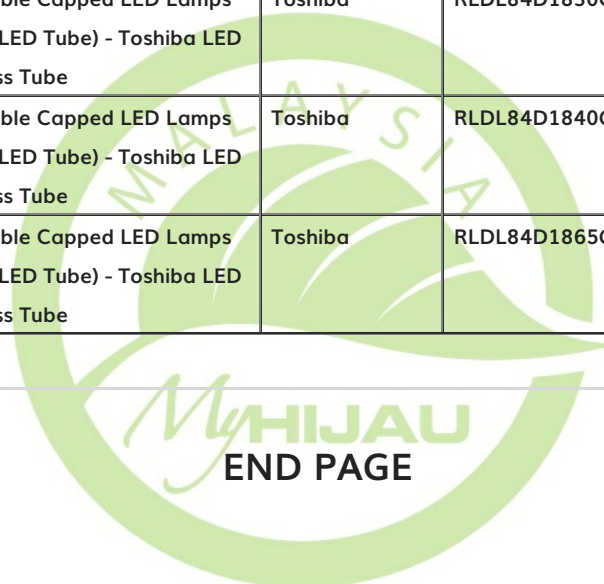 ble Capped LED Lamps Toshiba RLDL84D1830
LED Tube) - Toshiba LED
ss Tube
ble Capped LED Lamps Toshiba RLDL84D1840
LED Tube) - Toshiba LED
ss Tube
ble Capped LED Lamps Toshiba RLDL84D1865
LED Tube) - Toshiba LED
ss Tube
MALAYSIA
MyHIJAU
END PAGE